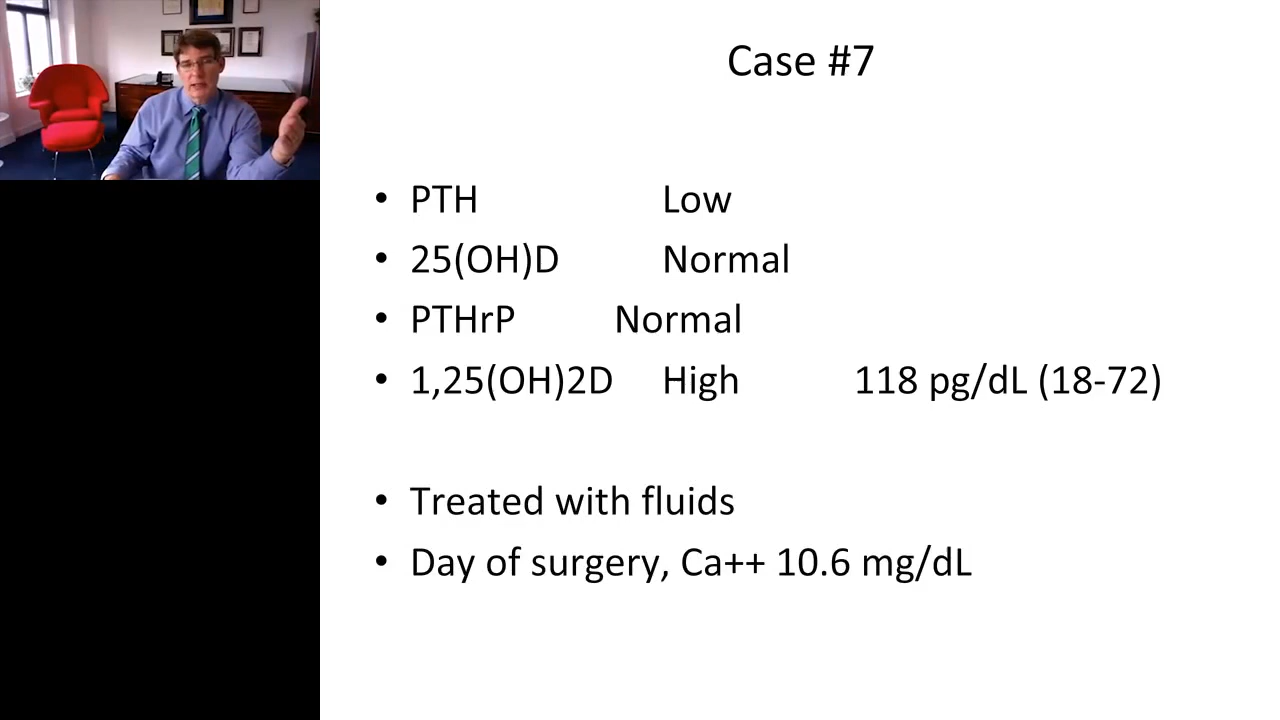 Case #7
• PTH Low
• 25(OH)D Normal
• PTHrP Normal
• 1,25(OH)2D High 118 pg/dL (18-72)
• Treated with fluids
• Day of surgery, Ca++ 10.6 mg/dL